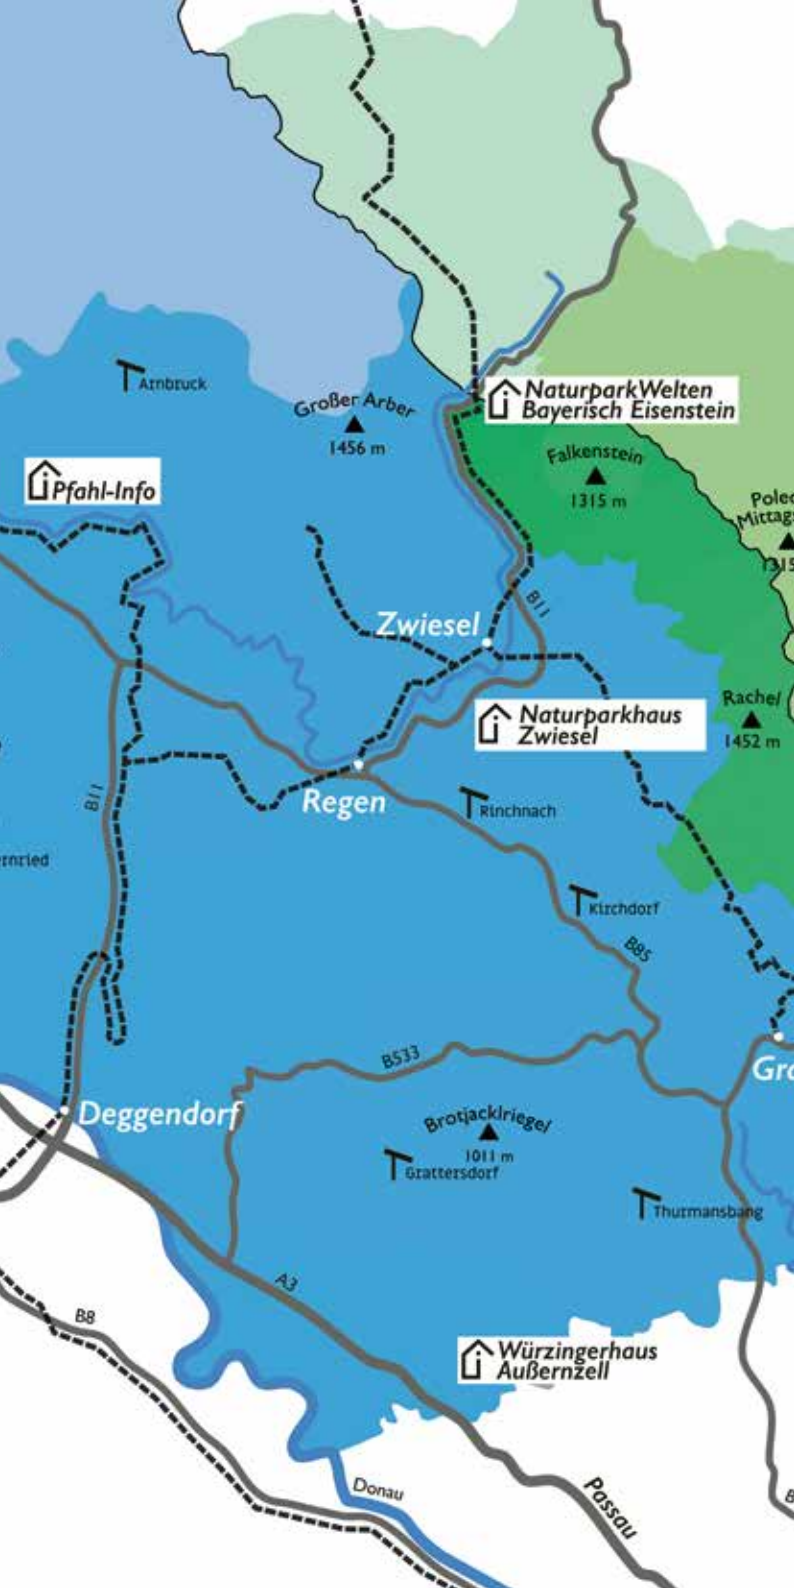 Arnbruck
Großer Arber
1456 m
NaturparkWelten
Bayerisch Eisenstein
Falkenstein
1315 m
Pfahl-Info
Zwiesel
B11
Rachel
1452 m
Naturparkhaus
Zwiesel
Regen
B11
Rinchnach
Kirchdorf
B85
B533
Deggendorf
Brotjacklriegel
1011 m
Grattersdorf
Thurmansbang
A3
B8
Würzingerhaus
Außernzell
Donau
Passau